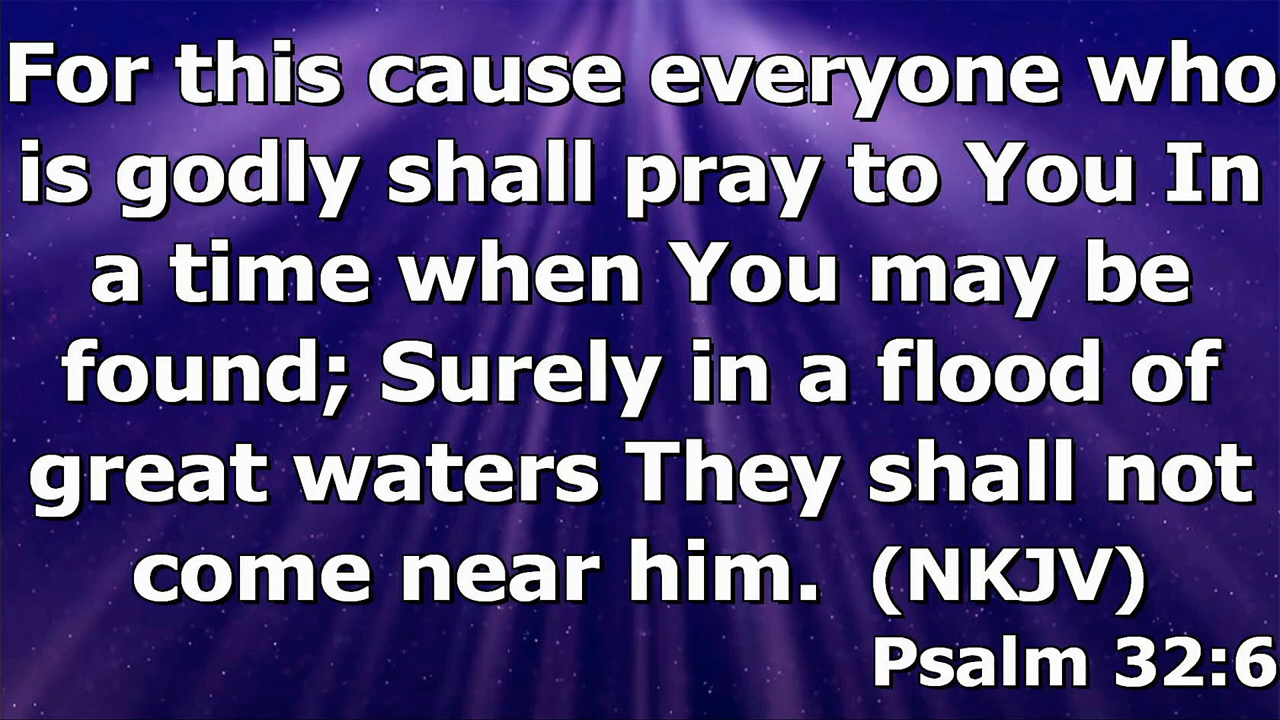 For this cause everyone who
is godly shall pray to You In
a time when You may be
found; Surely in a flood of
great waters They shall not
come near him. (NKJV)
Psalm 32:6